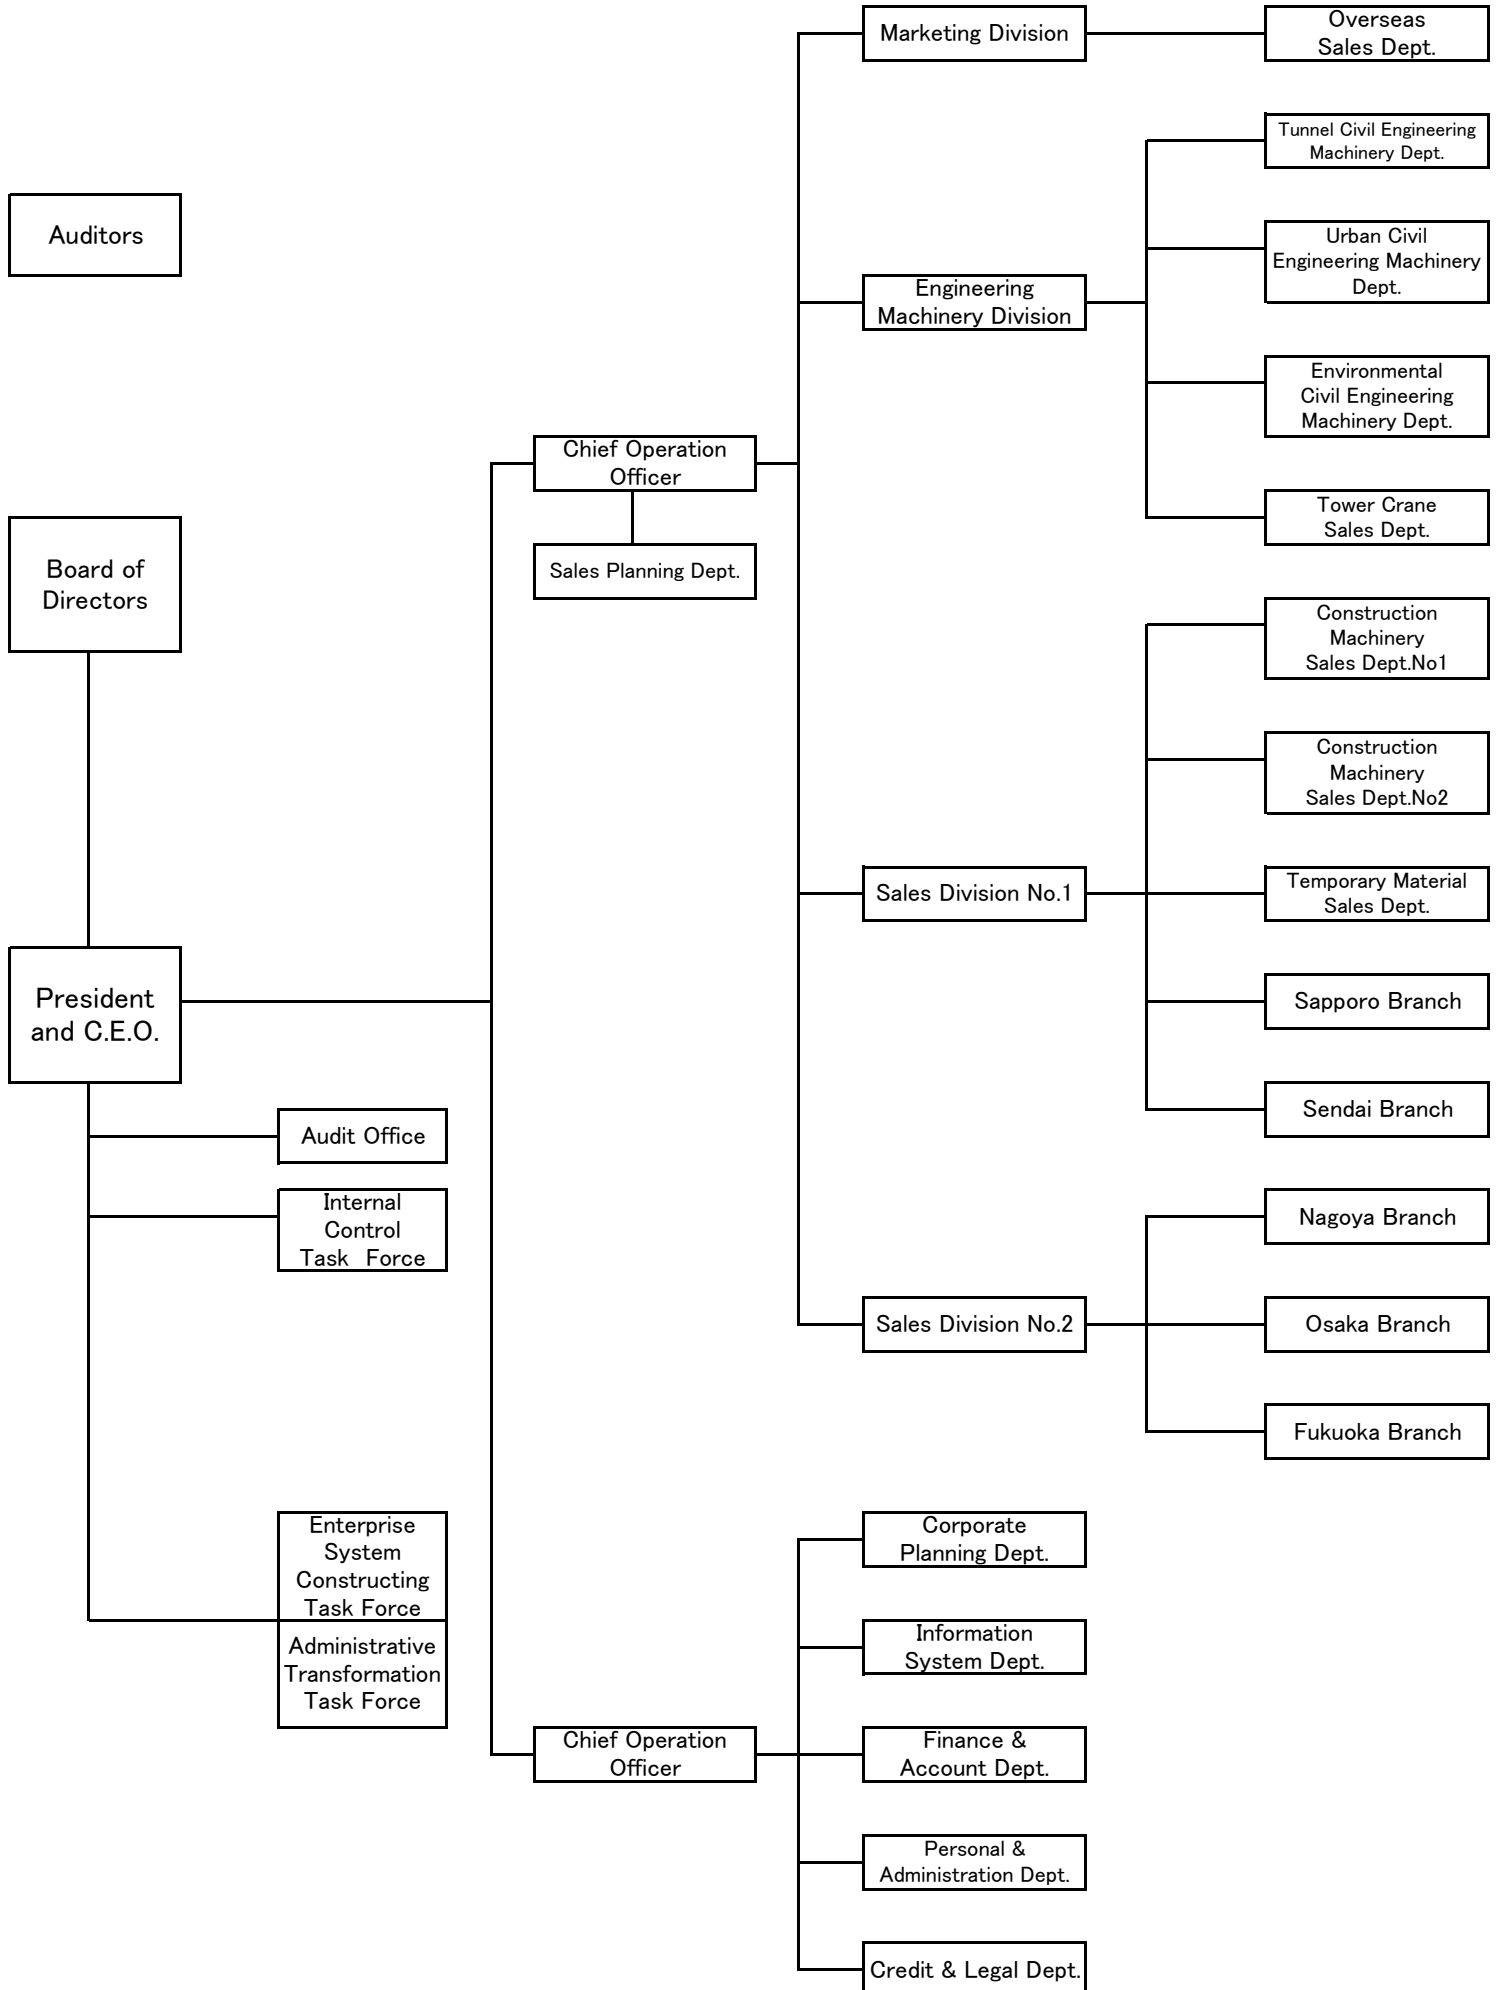 Auditors
Board of
Directors
President
and C.E.O.
Audit Office
Internal
Control
Task  Force
Enterprise
System
Constructing
Task Force
Administrative
Transformation
Task Force
Chief Operation
Officer
Sales Planning Dept.
Marketing Division
Overseas
Sales Dept.
Engineering
Machinery Division
Tunnel Civil Engineering
Machinery Dept.
Urban Civil
Engineering Machinery
Dept.
Environmental
Civil Engineering
Machinery Dept.
Tower Crane
Sales Dept.
Sales Division No.1
Construction
Machinery
Sales Dept.No1
Construction
Machinery
Sales Dept.No2
Temporary Material
Sales Dept.
Sapporo Branch
Sendai Branch
Sales Division No.2
Nagoya Branch
Osaka Branch
Fukuoka Branch
Chief Operation
Officer
Corporate
Planning Dept.
Information
System Dept.
Finance &
Account Dept.
Personal &
Administration Dept.
Credit & Legal Dept.